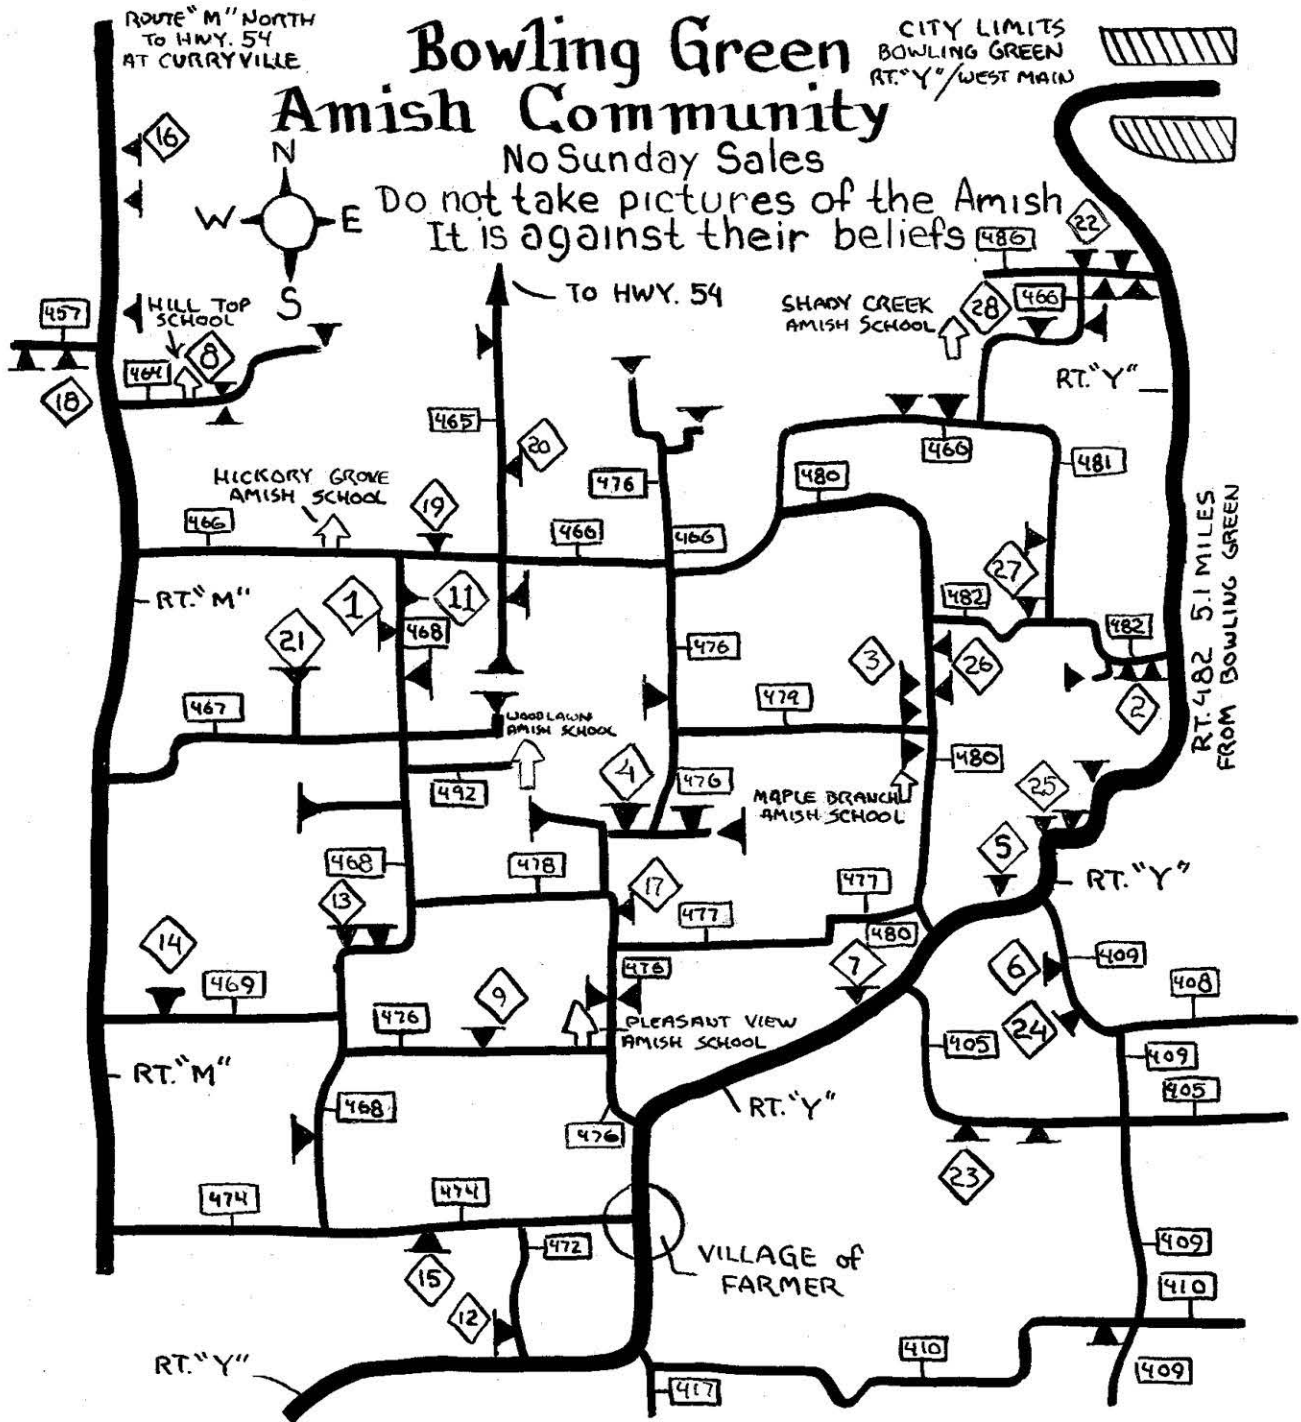 ROUTE "M" NORTH
TO HWY. 54
AT CURRYVILLE
Bowling Green
Amish Community
No Sunday Sales
Do not take pictures of the Amish
It is against their beliefs
CITY LIMITS
BOWLING GREEN
RT. "Y"/WEST MAIN
16
N
W
E
S
22
486
TO HWY. 54
28
466
SHADY CREEK
AMISH SCHOOL
457
HILL TOP
SCHOOL
8
464
18
RT. "Y"
465
20
466
481
480
476
HICKORY GROVE
AMISH SCHOOL
19
466
466
466
27
482
RT. 482 5.1 MILES
FROM BOWLING GREEN
RT. "M"
1
11
468
21
476
3
26
482
2
467
WOODLAWN
AMISH SCHOOL
479
492
4
476
480
MAPLE BRANCH
AMISH SCHOOL
25
5
468
478
17
477
RT. "Y"
13
14
477
480
469
476
9
476
7
6
409
408
PLEASANT VIEW
AMISH SCHOOL
24
405
409
RT. "M"
468
RT. "Y"
405
476
23
474
474
472
VILLAGE of
FARMER
409
15
12
410
RT. "Y"
410
417
409